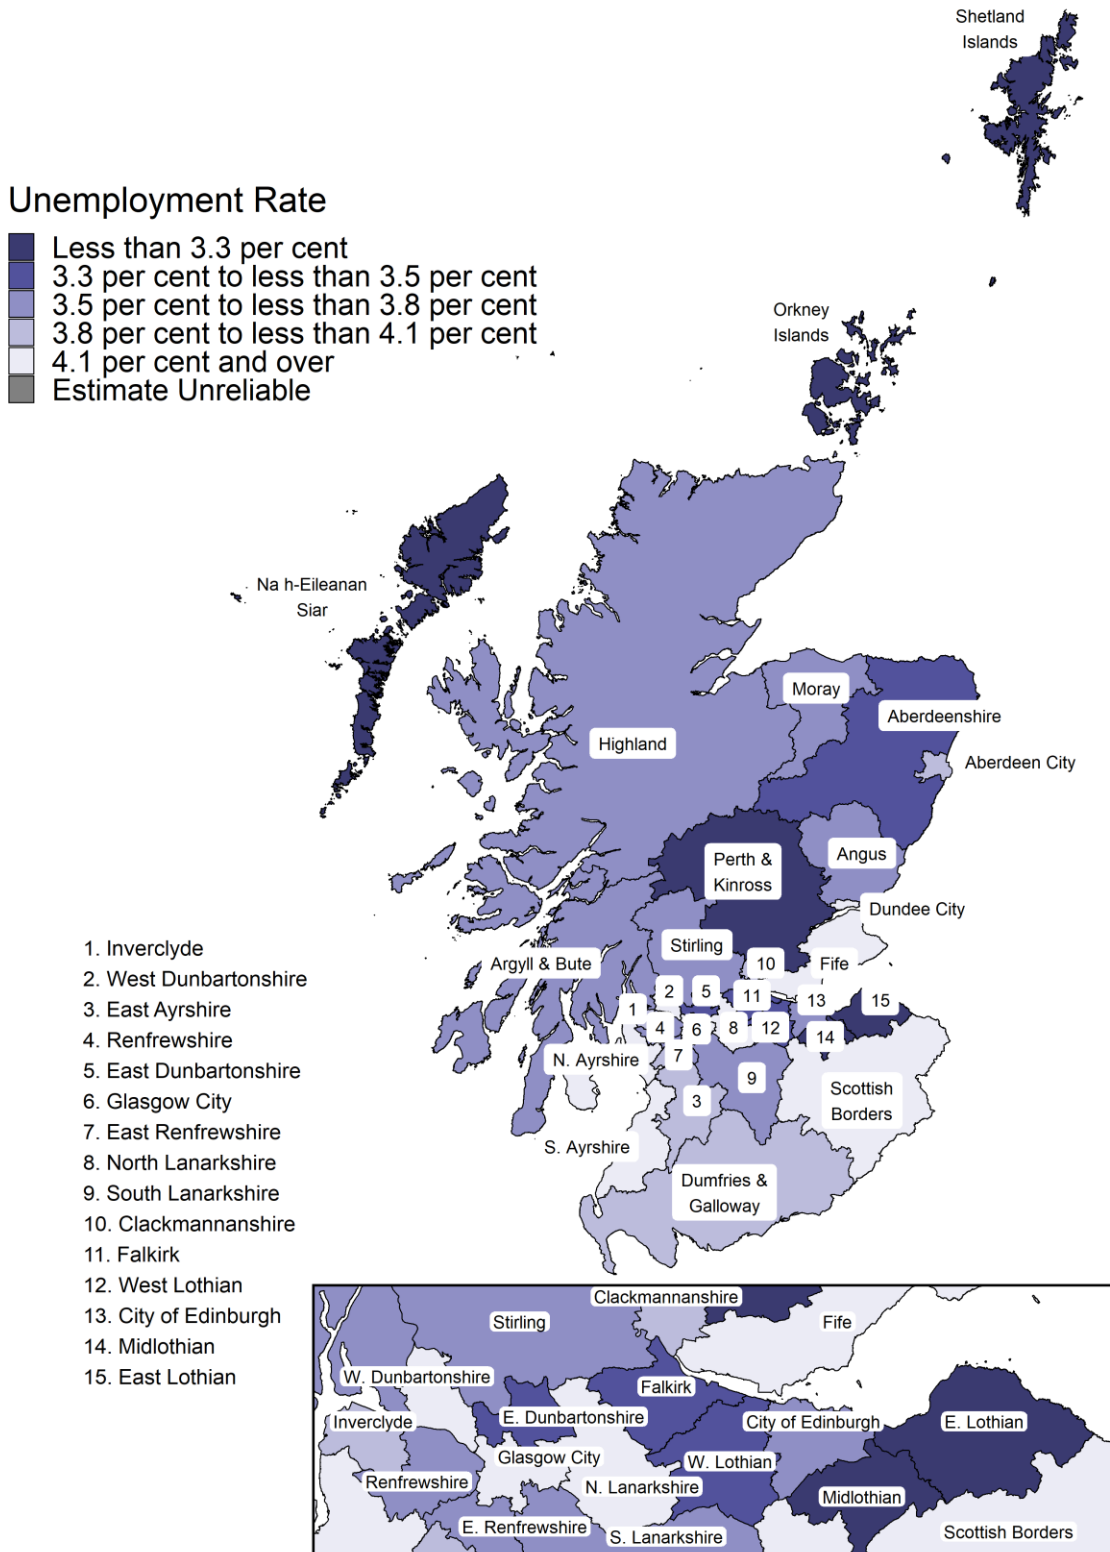 Shetland
Islands
Unemployment Rate
Less than 3.3 per cent
3.3 per cent to less than 3.5 per cent
3.5 per cent to less than 3.8 per cent
3.8 per cent to less than 4.1 per cent
4.1 per cent and over
Estimate Unreliable
Orkney
Islands
Na h-Eileanan
Siar
Moray
Aberdeenshire
Highland
Aberdeen City
Perth &
Kinross
Angus
Dundee City
Stirling
Argyll & Bute
10
Fife
2
5
11
13
15
1
4
6
8
12
14
N. Ayrshire
7
9
3
Scottish
Borders
S. Ayrshire
Dumfries &
Galloway
1. Inverclyde
2. West Dunbartonshire
3. East Ayrshire
4. Renfrewshire
5. East Dunbartonshire
6. Glasgow City
7. East Renfrewshire
8. North Lanarkshire
9. South Lanarkshire
10. Clackmannanshire
11. Falkirk
12. West Lothian
13. City of Edinburgh
14. Midlothian
15. East Lothian
Clackmannanshire
Stirling
Fife
W. Dunbartonshire
Falkirk
Inverclyde
E. Dunbartonshire
City of Edinburgh
E. Lothian
Glasgow City
W. Lothian
Renfrewshire
N. Lanarkshire
Midlothian
E. Renfrewshire
S. Lanarkshire
Scottish Borders